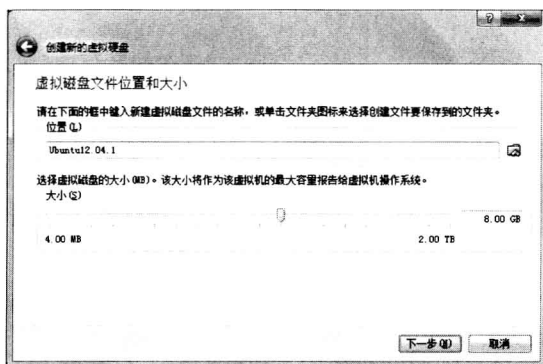 创建新的虚拟硬盘
虚拟磁盘文件位置和大小
请在下面的框中键入新建虚拟磁盘文件的名称，或单击文件夹图标来选择创建文件要保存到的文件夹。
位置(L)
Ubuntu12.04.1
选择虚拟磁盘的大小(MB)。该大小将作为该虚拟机的最大容量报告给虚拟机操作系统。
大小(S)
8.00 GB
4.00 MB 2.00 TB
下一步(N) 取消